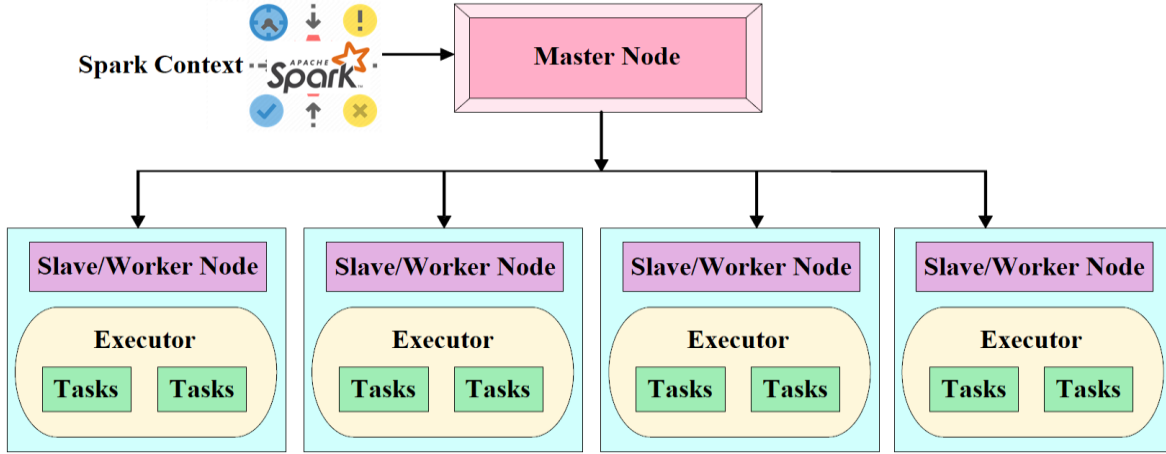 Spark Context
APACHE
Spark™
Master Node
Slave/Worker Node
Executor
Tasks Tasks
Slave/Worker Node
Executor
Tasks Tasks
Slave/Worker Node
Executor
Tasks Tasks
Slave/Worker Node
Executor
Tasks Tasks